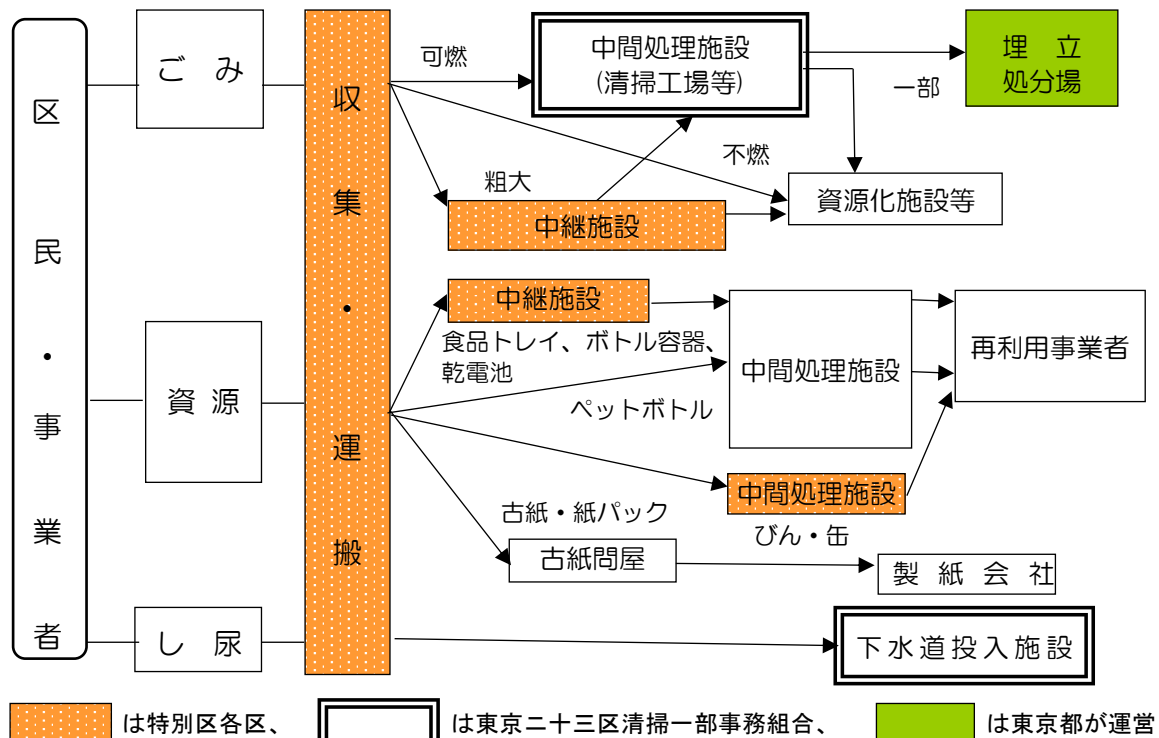 区民・事業者
ごみ
資源
し尿
収集・運搬
可燃
中間処理施設
(清掃工場等)
一部
埋立
処分場
不燃
粗大
中継施設
資源化施設等
中継施設
食品トレイ、ボトル容器、
乾電池
ペットボトル
中間処理施設
再利用事業者
中間処理施設
びん・缶
古紙・紙パック
古紙問屋
製紙会社
下水道投入施設
は特別区各区、
は東京二十三区清掃一部事務組合、
は東京都が運営